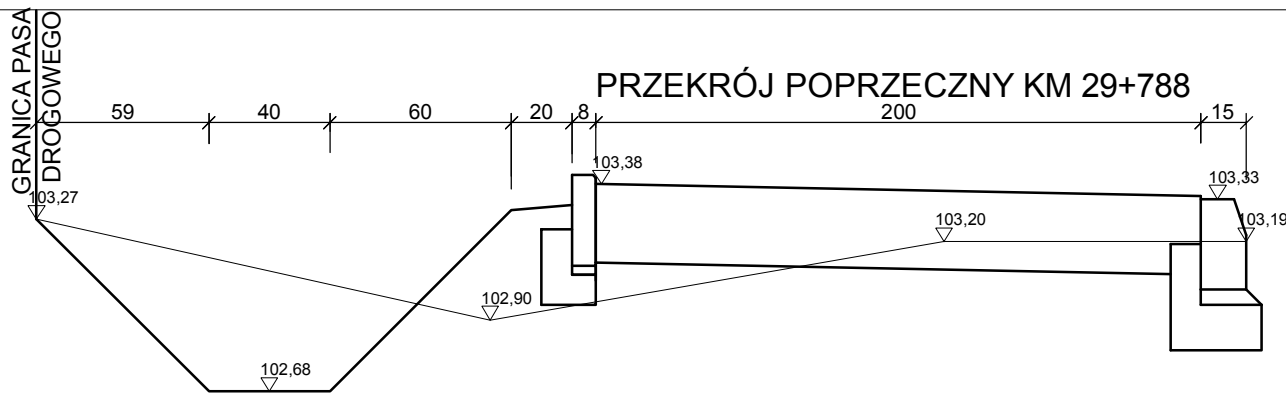 GRANICA PASA
DROGOWEGO
PRZEKRÓJ POPRZECZNY KM 29+788
59 40 60 20 8 200 15
103,38
103,33
103,27
103,20
103,19
102,90
102,68